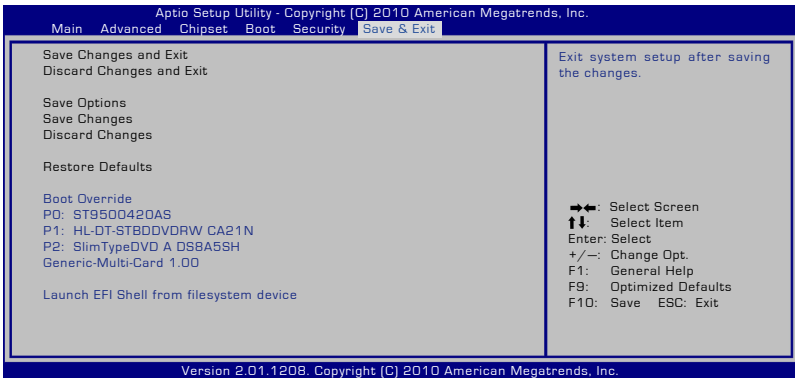 Aptio Setup Utility - Copyright (C) 2010 American Megatrends, Inc.
Main Advanced Chipset Boot Security Save & Exit
Save Changes and Exit
Discard Changes and Exit
Save Options
Save Changes
Discard Changes
Restore Defaults
Boot Override
P0: ST9500420AS
P1: HL-DT-STBDDVDRW CA21N
P2: SlimTypeDVD A DS8A5SH
Generic-Multi-Card 1.00
Launch EFI Shell from filesystem device
Exit system setup after saving
the changes.
➡⬅: Select Screen
⬆⬇: Select Item
Enter: Select
+/—: Change Opt.
F1: General Help
F9: Optimized Defaults
F10: Save ESC: Exit
Version 2.01.1208. Copyright (C) 2010 American Megatrends, Inc.